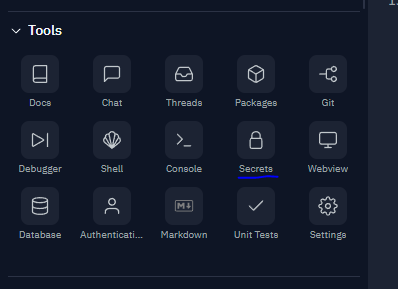 Tools
Docs Chat Threads Packages Git
Debugger Shell Console Secrets Webview
Database Authenticati... Markdown Unit Tests Settings